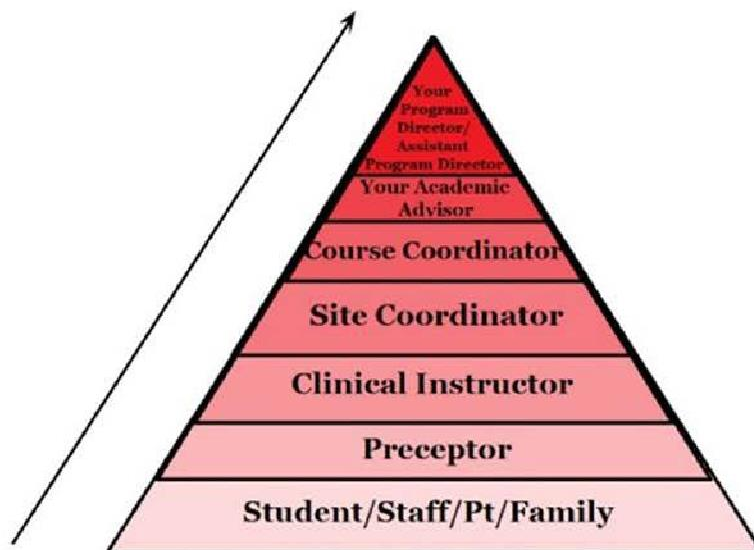 Your
Program
Director/
Assistant
Program Director
Your Academic
Advisor
Course Coordinator
Site Coordinator
Clinical Instructor
Preceptor
Student/Staff/Pt/Family